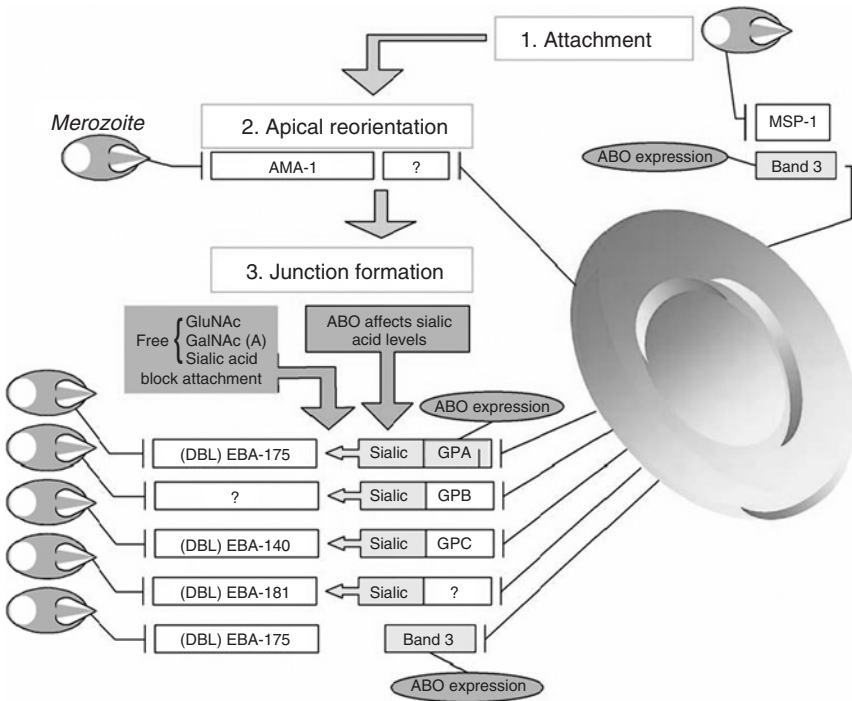 1. Attachment
MSP-1
ABO expression
Band 3
Merozoite
2. Apical reorientation
AMA-1
?
3. Junction formation
Free
GluNAc
GalNAc (A)
Sialic acid
block attachment
ABO affects sialic
acid levels
ABO expression
(DBL) EBA-175
Sialic
GPA
?
Sialic
GPB
(DBL) EBA-140
Sialic
GPC
(DBL) EBA-181
Sialic
?
(DBL) EBA-175
Band 3
ABO expression